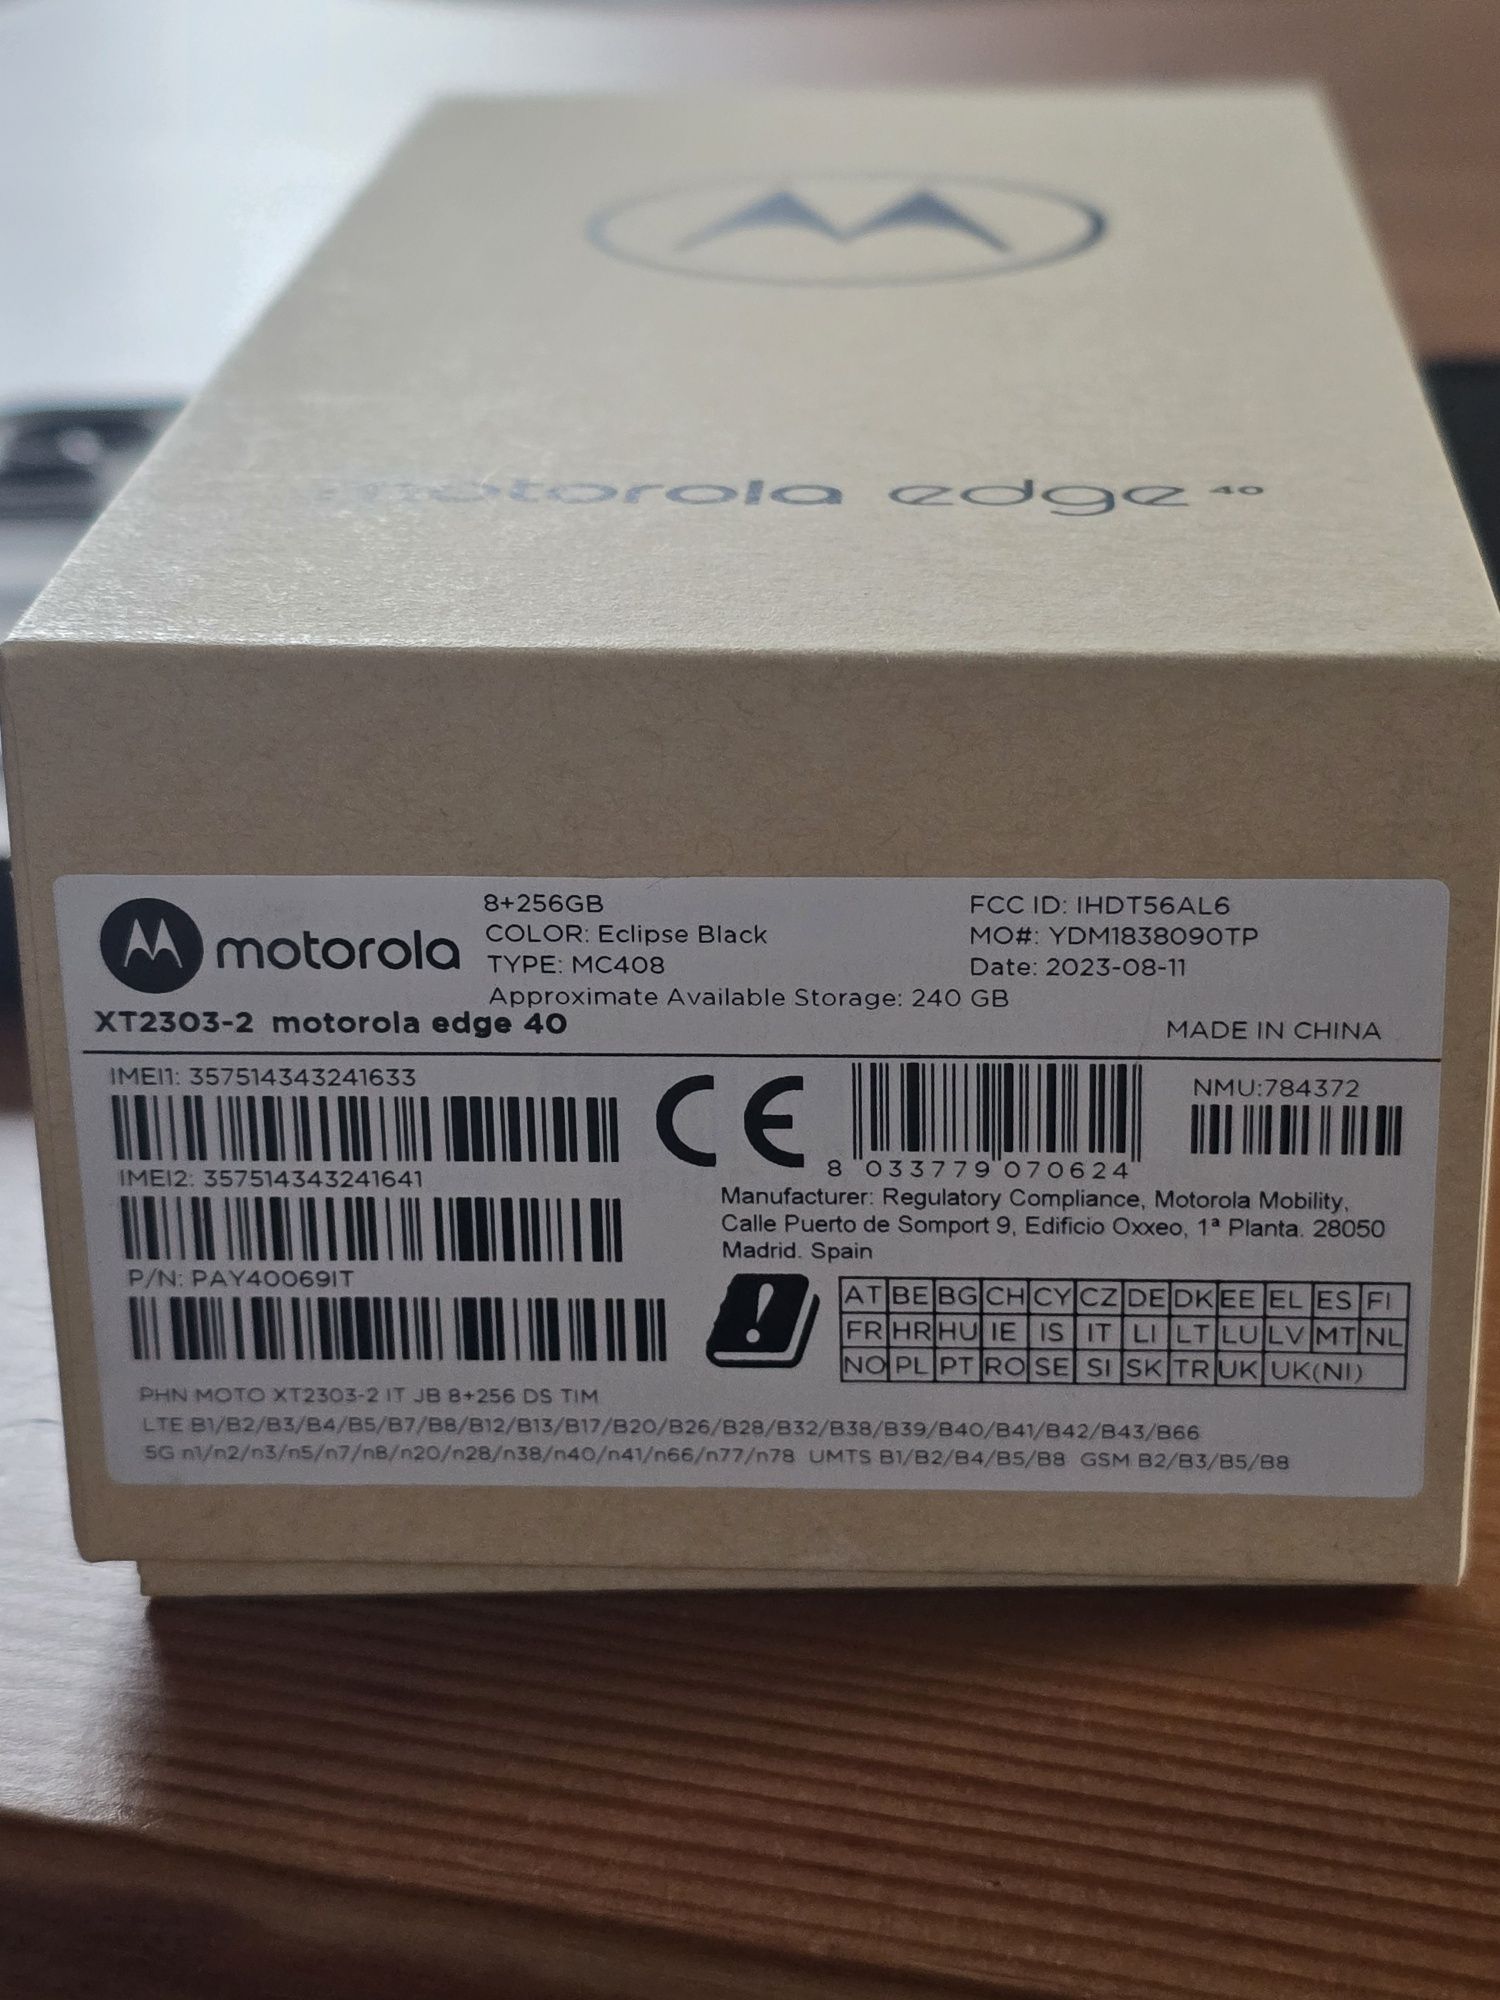 motorola edge 40
motorola
8+256GB
COLOR: Eclipse Black
TYPE: MC408
Approximate Available Storage: 240 GB
FCC ID: IHDT56AL6
MO#: YDM1838090TP
Date: 2023-08-11
XT2303-2 motorola edge 40
MADE IN CHINA
IMEI1: 357514343241633
IMEI2: 357514343241641
P/N: PAY40069IT
CE
8 033779 070624
NMU:784372
Manufacturer: Regulatory Compliance, Motorola Mobility,
Calle Puerto de Somport 9, Edificio Oxxeo, 1ª Planta. 28050
Madrid. Spain
AT BE BG CH CY CZ DE DK EE EL ES FI
FR HR HU IE IS IT LI LT LU LV MT NL
NO PL PT RO SE SI SK TR UK UK(NI)
PHN MOTO XT2303-2 IT JB 8+256 DS TIM
LTE B1/B2/B3/B4/B5/B7/B8/B12/B13/B17/B20/B26/B28/B32/B38/B39/B40/B41/B42/B43/B66
5G n1/n2/n3/n5/n7/n8/n20/n28/n38/n40/n41/n66/n77/n78 UMTS B1/B2/B4/B5/B8 GSM B2/B3/B5/B8